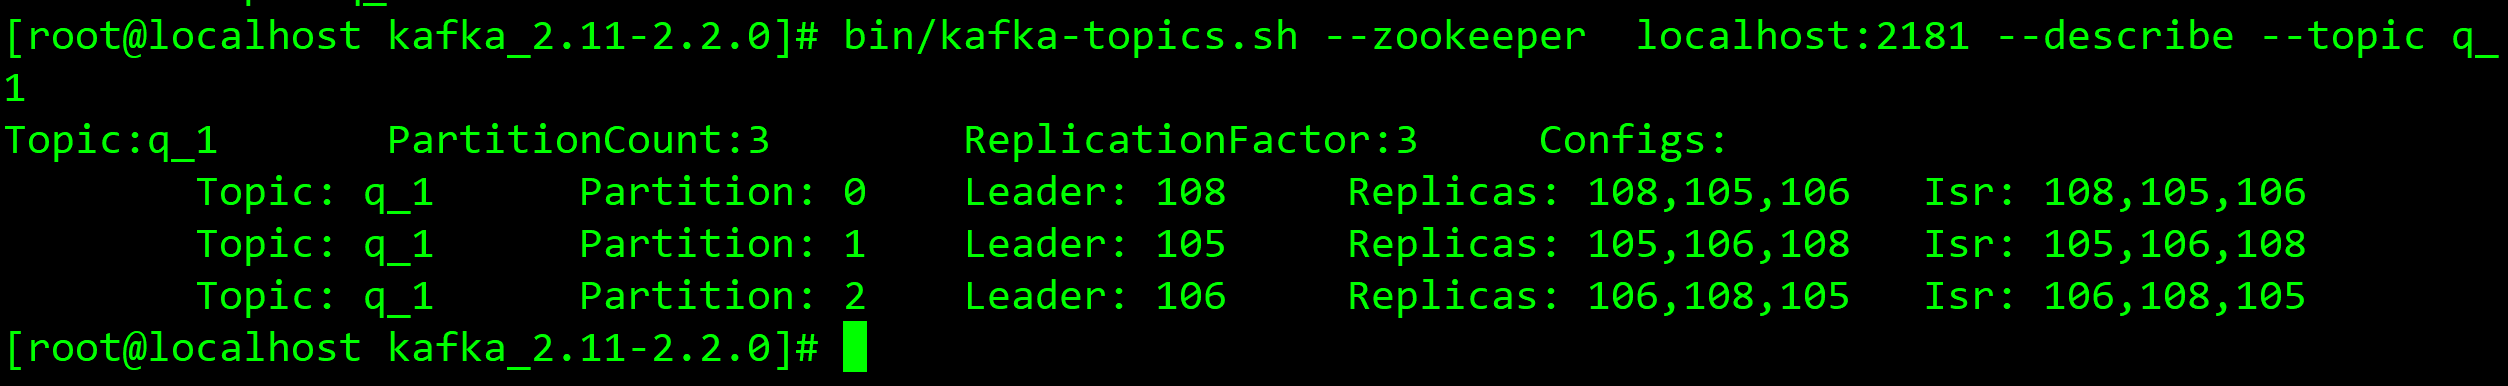 [root@localhost kafka_2.11-2.2.0]# bin/kafka-topics.sh --zookeeper  localhost:2181 --describe --topic q_
1
Topic:q_1       PartitionCount:3        ReplicationFactor:3     Configs:
        Topic: q_1      Partition: 0    Leader: 108     Replicas: 108,105,106   Isr: 108,105,106
        Topic: q_1      Partition: 1    Leader: 105     Replicas: 105,106,108   Isr: 105,106,108
        Topic: q_1      Partition: 2    Leader: 106     Replicas: 106,108,105   Isr: 106,108,105
[root@localhost kafka_2.11-2.2.0]#